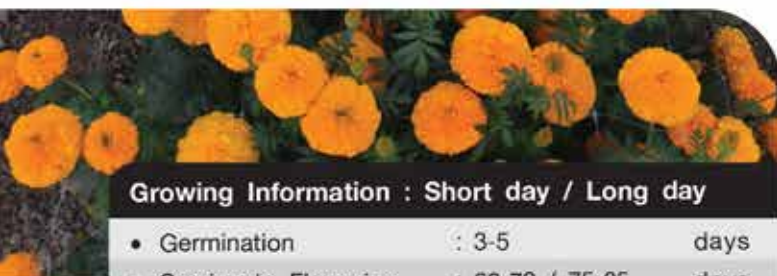 Growing Information : Short day / Long day
• Germination : 3-5 days